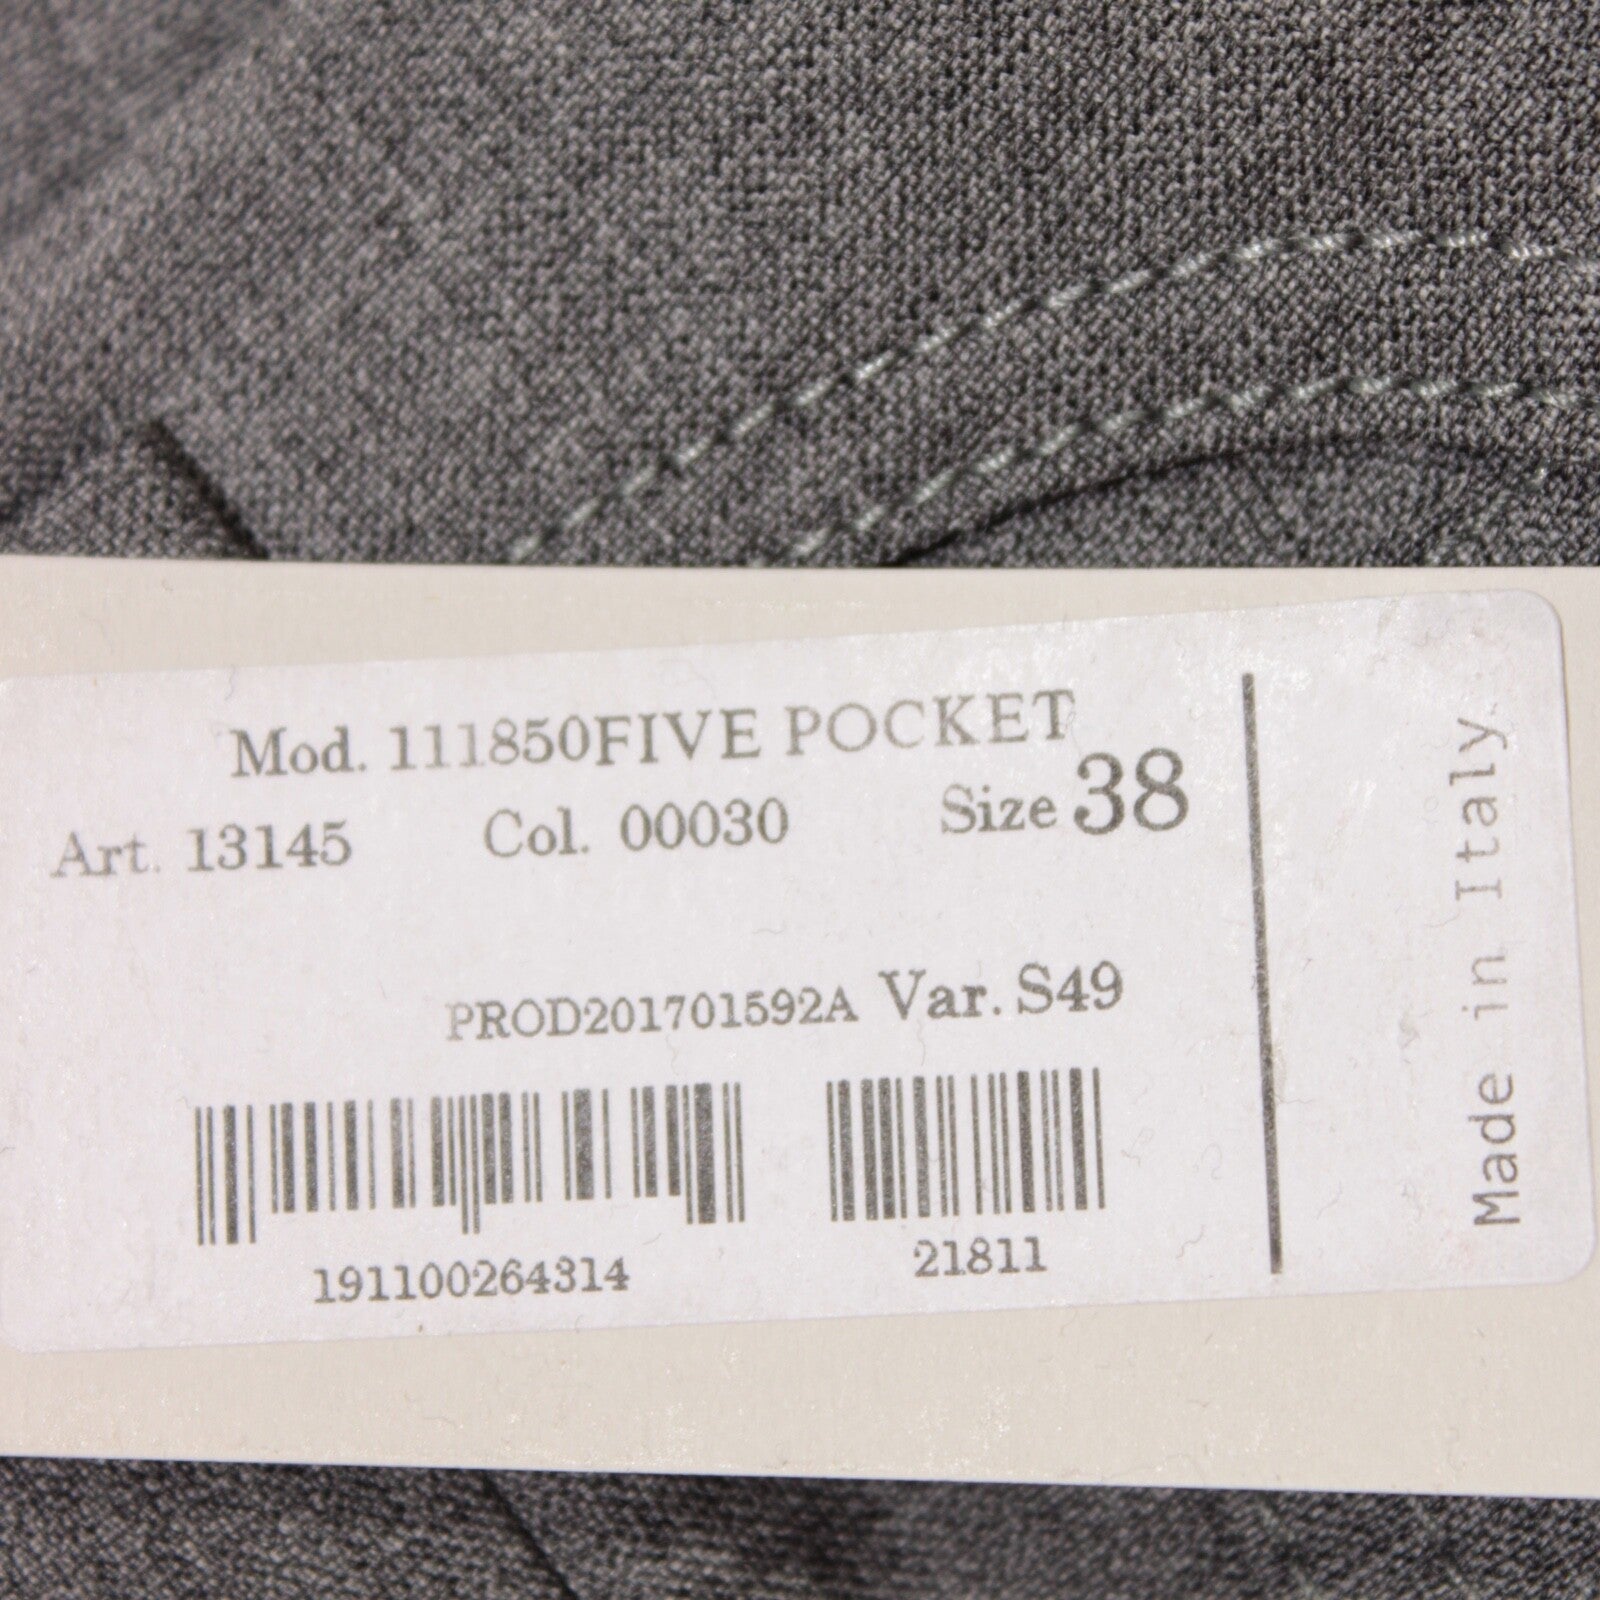 Mod. 111850FIVE POCKET
Art. 13145 Col. 00030 Size 38
PROD201701592A Var. S49
191100264314 21811
Made in Italy